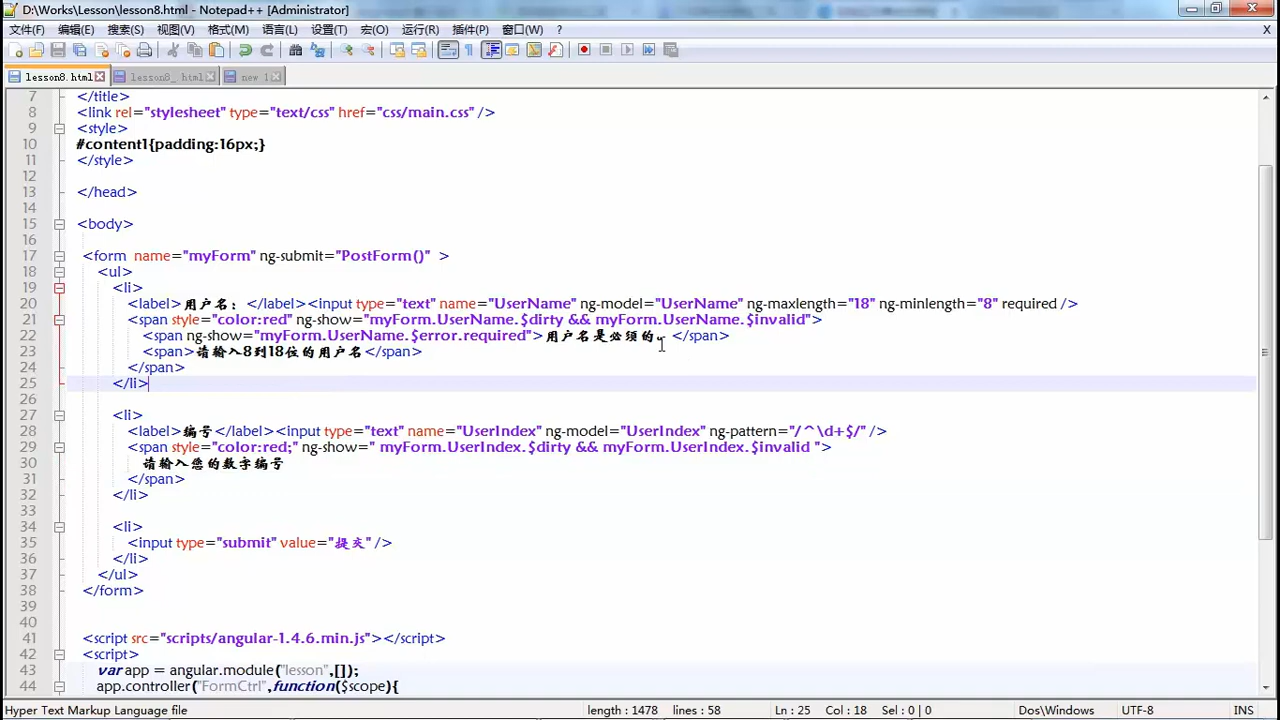 D:\Works\Lesson\lesson8.html - Notepad++ [Administrator]
文件(F) 编辑(E) 搜索(S) 视图(V) 格式(M) 语言(L) 设置(T) 宏(O) 运行(R) 插件(P) 窗口(W) ? X
lesson8.html lesson8_ html new 1
7 </title>
8 <link rel="stylesheet" type="text/css" href="css/main.css" />
9 <style>
10 #content1{padding:16px;}
11 </style>
12
13 </head>
14
15 <body>
16
17 <form name="myForm" ng-submit="PostForm()" >
18 <ul>
19 <li>
20 <label>用户名：</label><input type="text" name="UserName" ng-model="UserName" ng-maxlength="18" ng-minlength="8" required />
21 <span style="color:red" ng-show="myForm.UserName.$dirty && myForm.UserName.$invalid">
22 <span ng-show="myForm.UserName.$error.required">用户名是必须的。</span>
23 <span>请输入8到18位的用户名</span>
24 </span>
25 </li>
26
27 <li>
28 <label>编号</label><input type="text" name="UserIndex" ng-model="UserIndex" ng-pattern="/^\d+$/" />
29 <span style="color:red;" ng-show=" myForm.UserIndex.$dirty && myForm.UserIndex.$invalid ">
30 请输入您的数字编号
31 </span>
32 </li>
33
34 <li>
35 <input type="submit" value="提交" />
36 </li>
37 </ul>
38 </form>
39
40
41 <script src="scripts/angular-1.4.6.min.js"></script>
42 <script>
43 var app = angular.module("lesson",[]);
44 app.controller("FormCtrl",function($scope){
Hyper Text Markup Language file length : 1478 lines : 58 Ln : 25 Col : 18 Sel : 0 | 0 Dos\Windows UTF-8 INS